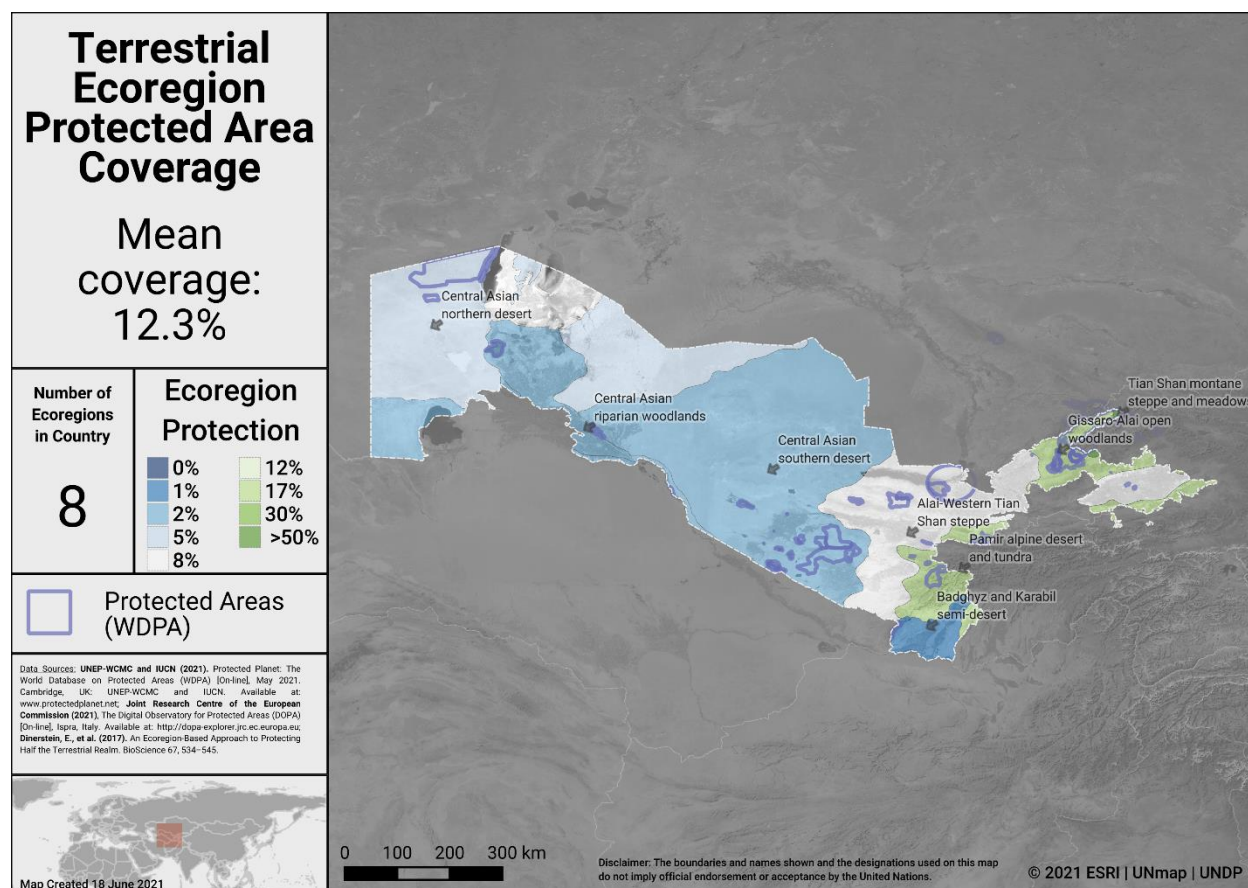 Terrestrial
Ecoregion
Protected Area
Coverage
Mean
coverage:
12.3%
Number of
Ecoregions
in Country
8
Ecoregion
Protection
0%
1%
2%
5%
8%
12%
17%
30%
>50%
Protected Areas
(WDPA)
Data Sources: UNEP-WCMC and IUCN (2021). Protected Planet: The
World Database on Protected Areas (WDPA) [On-line], May 2021.
Cambridge, UK: UNEP-WCMC and IUCN. Available at:
www.protectedplanet.net; Joint Research Centre of the European
Commission (2021), The Digital Observatory for Protected Areas (DOPA)
[On-line], Ispra, Italy. Available at: http://dopa-explorer.jrc.ec.europa.eu;
Dinerstein, E., et al. (2017). An Ecoregion-Based Approach to Protecting
Half the Terrestrial Realm. BioScience 67, 534–545.
Map Created 18 June 2021
Central Asian
northern desert
Central Asian
riparian woodlands
Central Asian
southern desert
Tian Shan montane
steppe and meadows
Gissaro-Alai open
woodlands
Alai-Western Tian
Shan steppe
Pamir alpine desert
and tundra
Badghyz and Karabil
semi-desert
0 100 200 300 km
Disclaimer: The boundaries and names shown and the designations used on this map
do not imply official endorsement or acceptance by the United Nations.
© 2021 ESRI | UNmap | UNDP